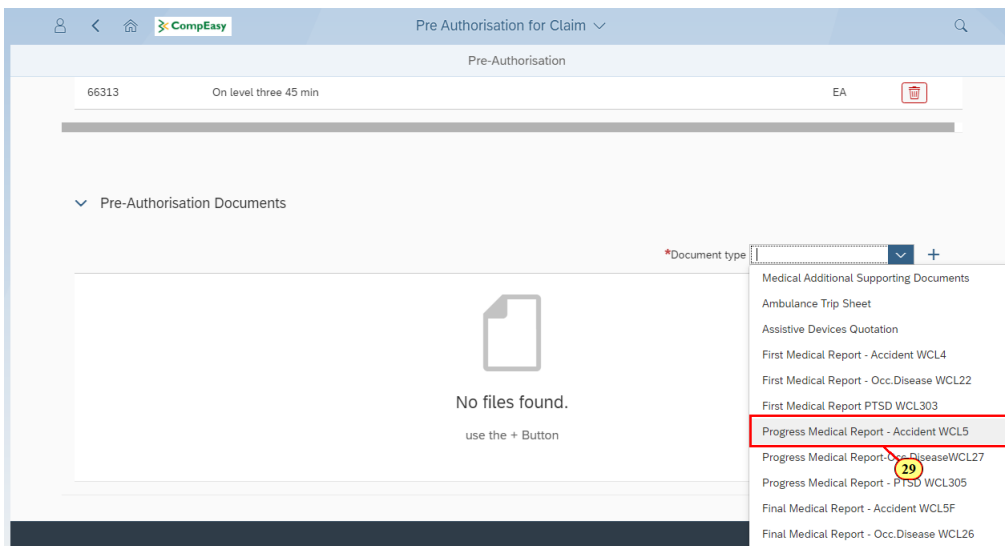 CompEasy
Pre Authorisation for Claim
Pre-Authorisation
66313 On level three 45 min EA
Pre-Authorisation Documents
*Document type
Medical Additional Supporting Documents
Ambulance Trip Sheet
Assistive Devices Quotation
First Medical Report - Accident WCL4
First Medical Report - Occ.Disease WCL22
First Medical Report PTSD WCL303
No files found.
Progress Medical Report - Accident WCL5
use the + Button
Progress Medical Report-Occ.DiseaseWCL27
29
Progress Medical Report - PTSD WCL305
Final Medical Report - Accident WCL5F
Final Medical Report - Occ.Disease WCL26